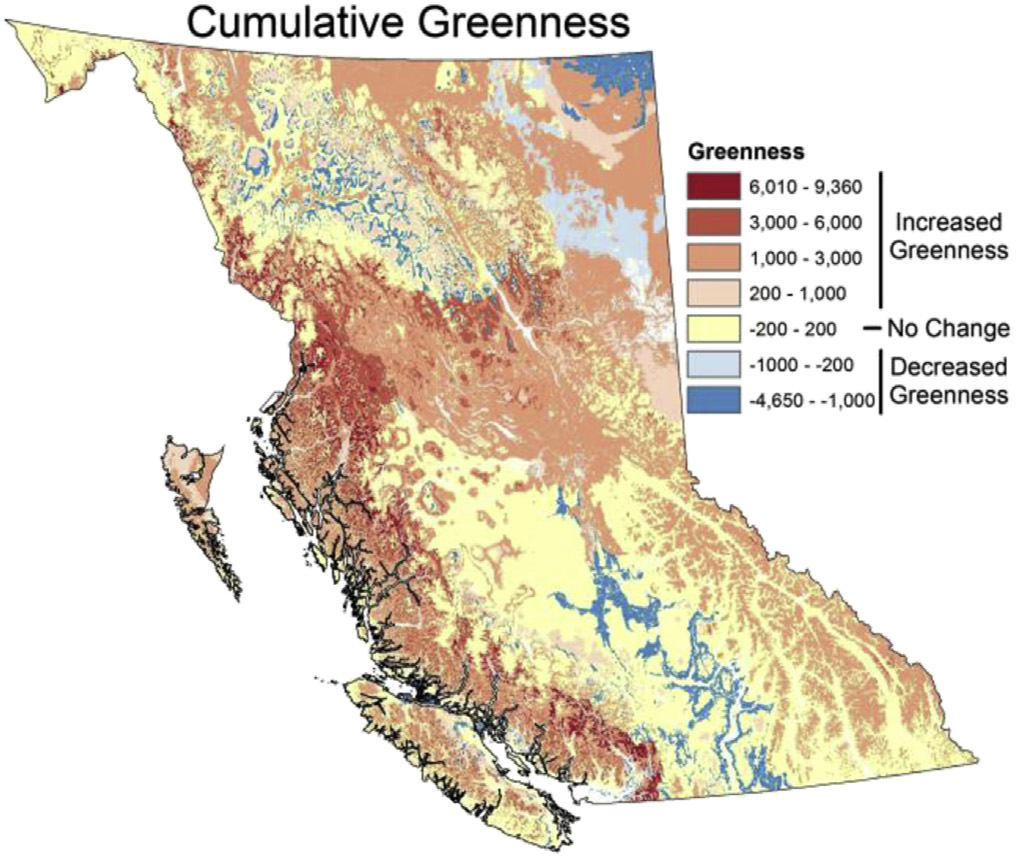 Cumulative Greenness
Greenness
6,010 - 9,360
3,000 - 6,000
1,000 - 3,000
200 - 1,000
-200 - 200
-1000 - -200
-4,650 - -1,000
Increased
Greenness
No Change
Decreased
Greenness